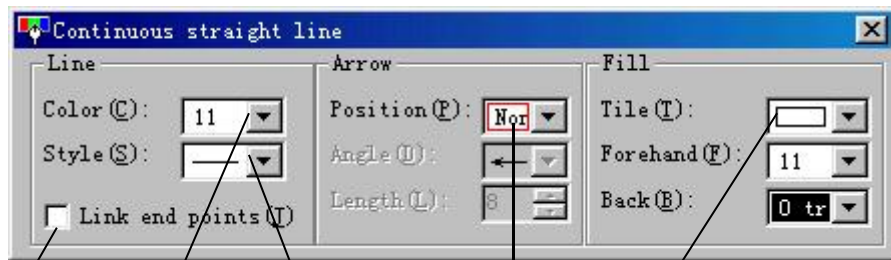 Continuous straight line
Line
Color(C): 11
Style(S):
Link end points(T)
Arrow
Position(P): Nor
Angle(D):
Length(L): 8
Fill
Tile(T):
Forehand(F): 11
Back(B): 0 tr